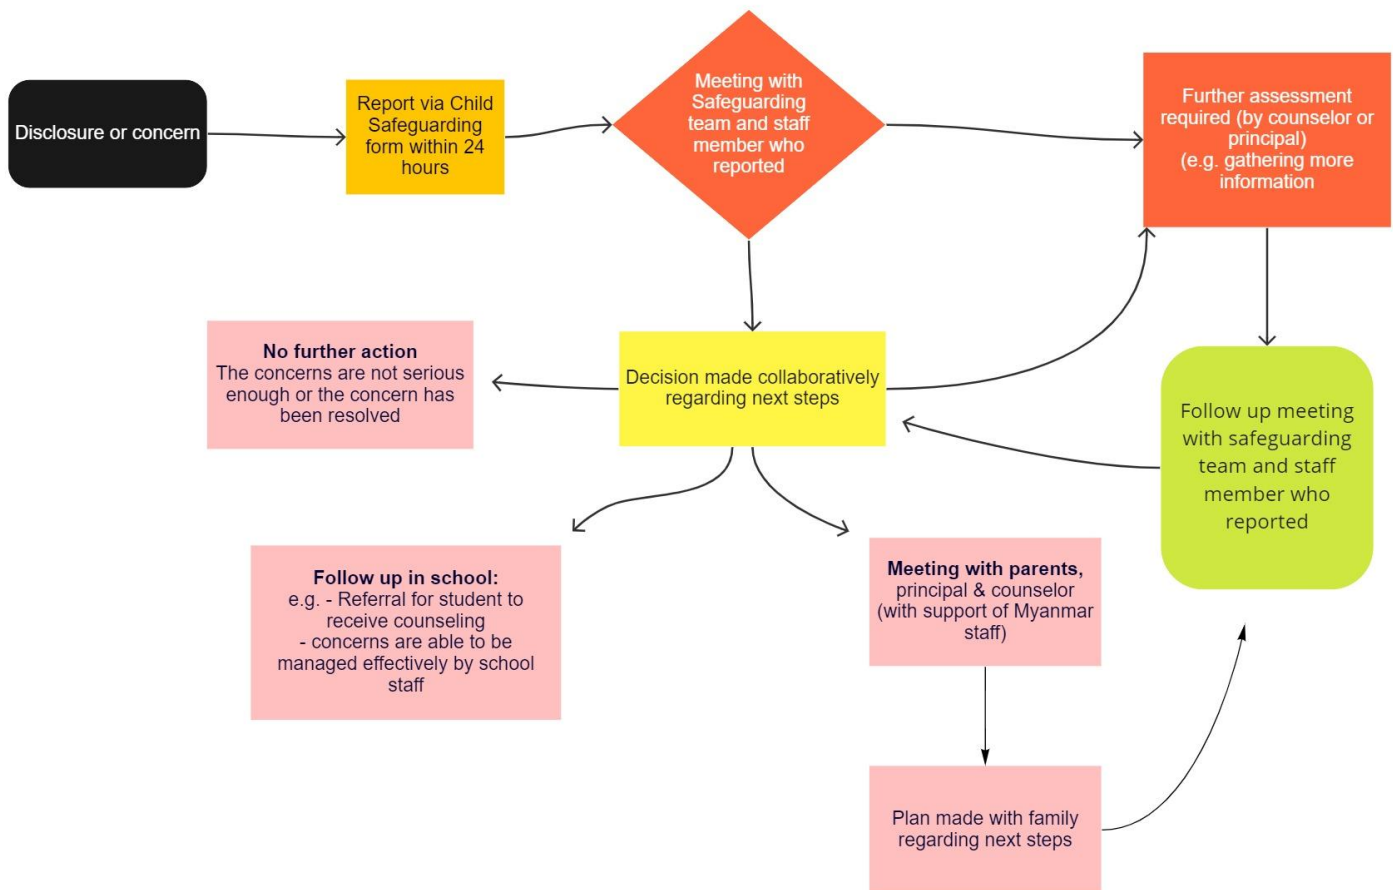 Disclosure or concern
Report via Child
Safeguarding
form within 24
hours
Meeting with
Safeguarding
team and staff
member who
reported
Further assessment
required (by counselor or
principal)
(e.g. gathering more
information
No further action
The concerns are not serious
enough or the concern has
been resolved
Decision made collaboratively
regarding next steps
Follow up meeting
with safeguarding
team and staff
member who
reported
Follow up in school:
e.g. - Referral for student to
receive counseling
- concerns are able to be
managed effectively by school
staff
Meeting with parents,
principal & counselor
(with support of Myanmar
staff)
Plan made with family
regarding next steps